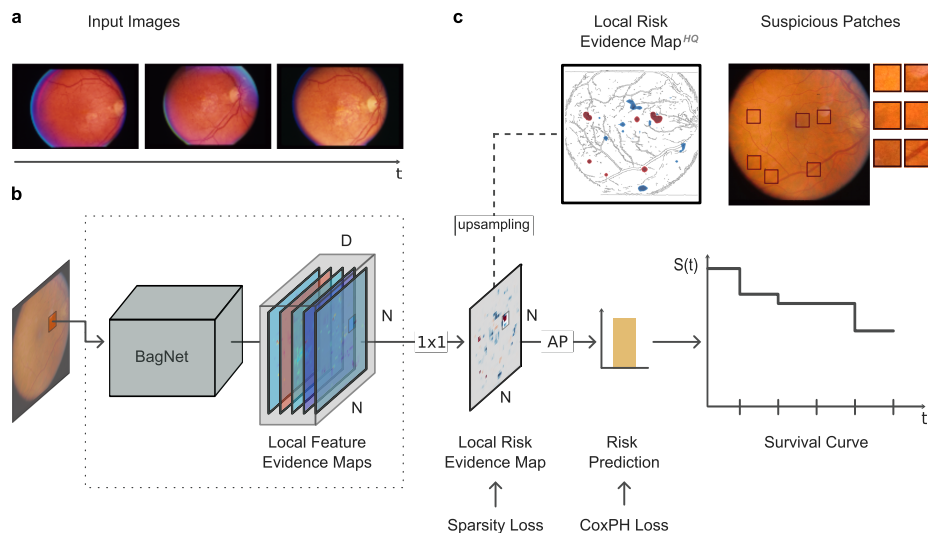 a
Input Images
t
b
BagNet
D
N
N
Local Feature
Evidence Maps
1x1
upsampling
N
N
AP
Local Risk
Evidence Map
Sparsity Loss
Risk
Prediction
CoxPH Loss
S(t)
t
Survival Curve
c
Local Risk
Evidence Map HQ
Suspicious Patches